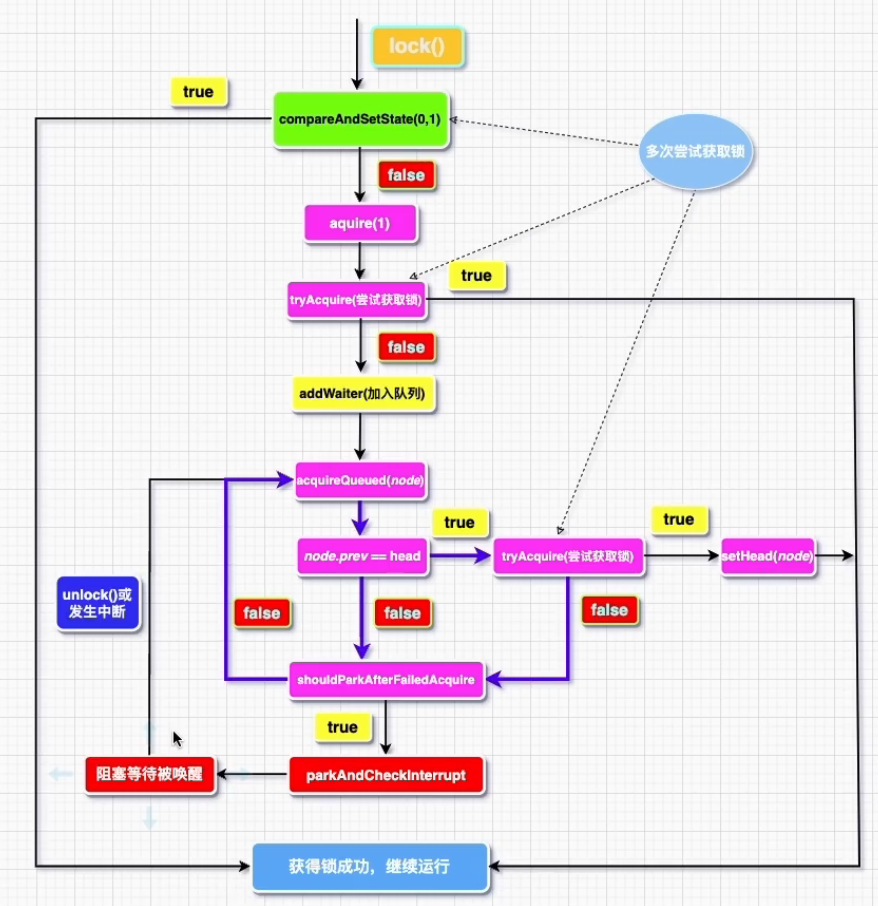 lock()
true
compareAndSetState(0,1)
多次尝试获取锁
false
aquire(1)
true
tryAcquire(尝试获取锁)
false
addWaiter(加入队列)
acquireQueued(node)
true
true
node.prev == head
tryAcquire(尝试获取锁)
setHead(node)
unlock()或
发生中断
false
false
false
shouldParkAfterFailedAcquire
true
阻塞等待被唤醒
parkAndCheckInterrupt
获得锁成功，继续运行